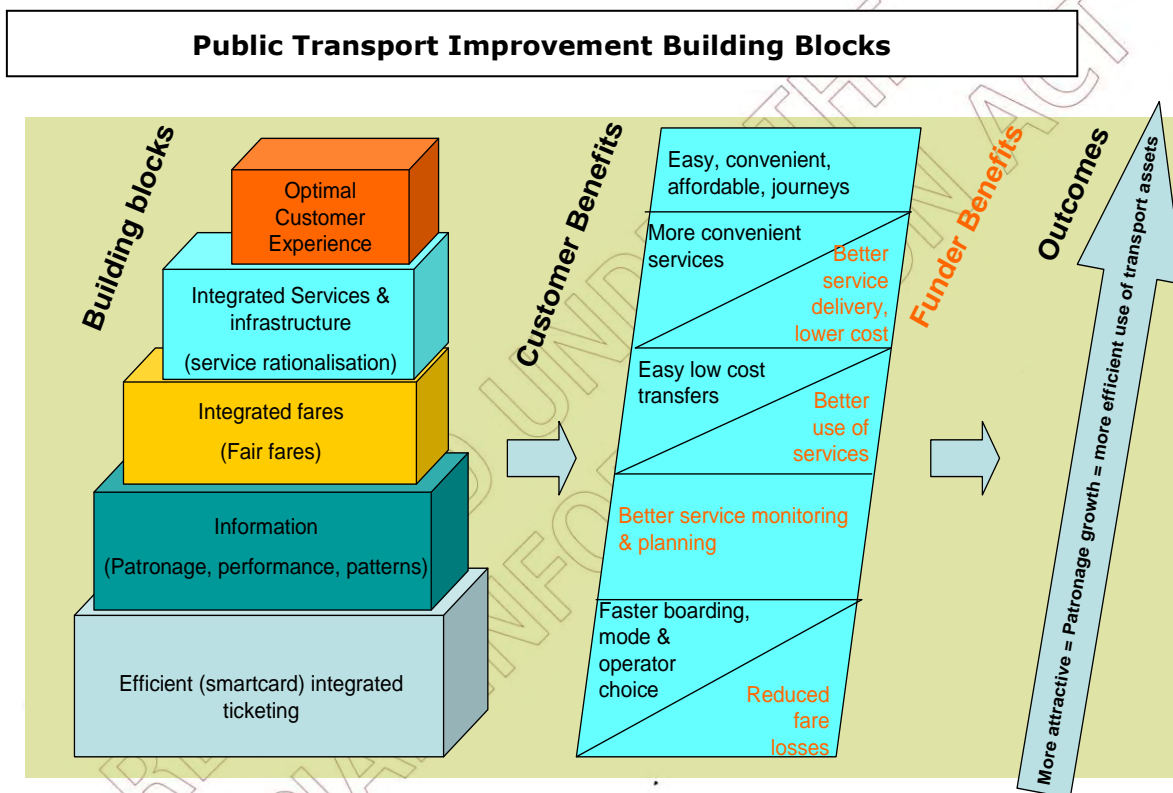 Public Transport Improvement Building Blocks
Building blocks
Optimal
Customer
Experience
Integrated Services &
infrastructure
(service rationalisation)
Integrated fares
(Fair fares)
Information
(Patronage, performance, patterns)
Efficient (smartcard) integrated
ticketing
Customer Benefits
Easy, convenient,
affordable, journeys
More convenient
services
Better
service
delivery,
lower cost
Easy low cost
transfers
Better
use of
services
Better service monitoring
& planning
Faster boarding,
mode &
operator
choice
Reduced
fare
losses
Funder Benefits
Outcomes
More attractive = Patronage growth = more efficient use of transport assets